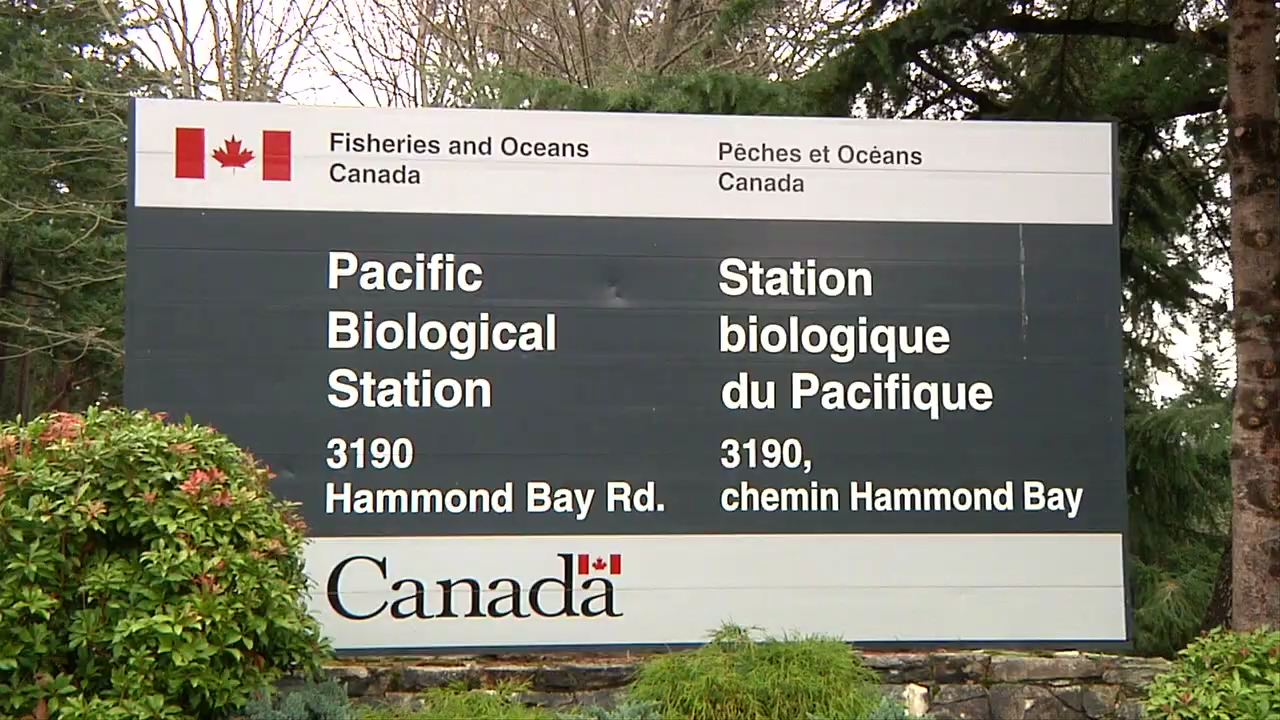 Fisheries and Oceans
Canada
Pêches et Océans
Canada
Pacific
Biological
Station
3190
Hammond Bay Rd.
Station
biologique
du Pacifique
3190,
chemin Hammond Bay
Canada